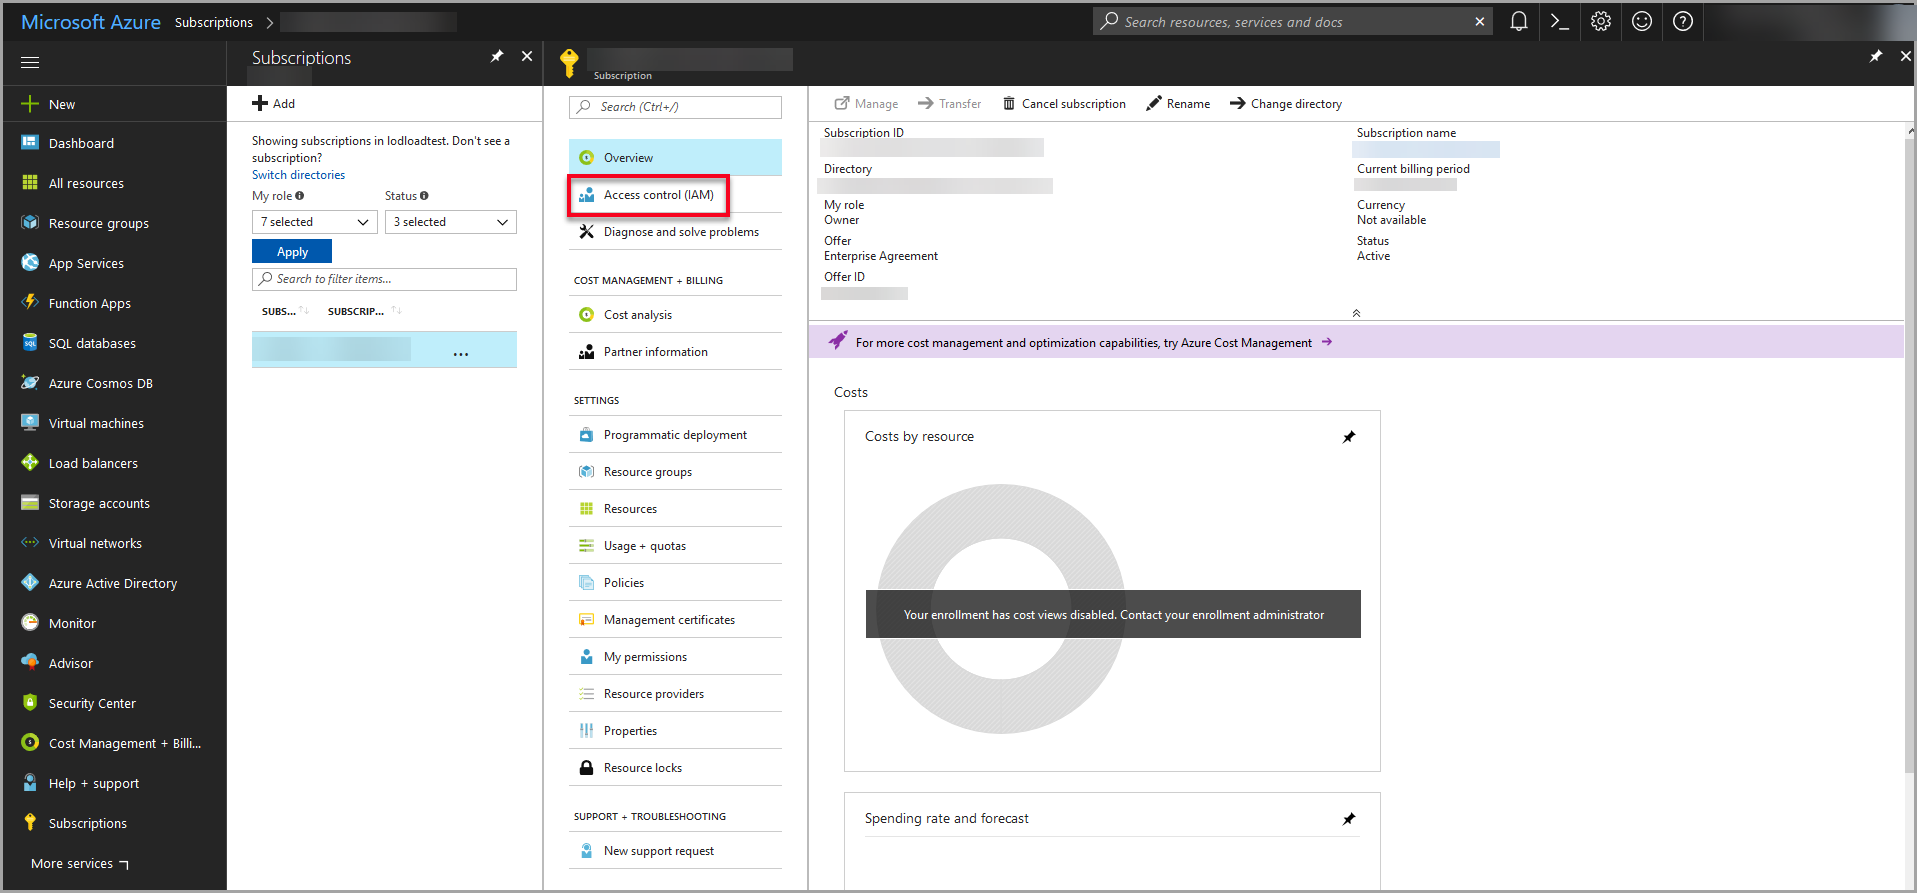 Microsoft Azure
Subscriptions
Search resources, services and docs
Subscriptions
Subscription
New
Dashboard
All resources
Resource groups
App Services
Function Apps
SQL databases
Azure Cosmos DB
Virtual machines
Load balancers
Storage accounts
Virtual networks
Azure Active Directory
Monitor
Advisor
Security Center
Cost Management + Billi...
Help + support
Subscriptions
More services
Add
Showing subscriptions in lodloadtest. Don't see a
subscription?
Switch directories
My role
Status
7 selected
3 selected
Apply
Search to filter items...
SUBS...
SUBSCRIP...
...
Search (Ctrl+/)
Overview
Access control (IAM)
Diagnose and solve problems
COST MANAGEMENT + BILLING
Cost analysis
Partner information
SETTINGS
Programmatic deployment
Resource groups
Resources
Usage + quotas
Policies
Management certificates
My permissions
Resource providers
Properties
Resource locks
SUPPORT + TROUBLESHOOTING
New support request
Manage
Transfer
Cancel subscription
Rename
Change directory
Subscription ID
Directory
My role
Owner
Offer
Enterprise Agreement
Offer ID
Subscription name
Current billing period
Currency
Not available
Status
Active
For more cost management and optimization capabilities, try Azure Cost Management
Costs
Costs by resource
Your enrollment has cost views disabled. Contact your enrollment administrator
Spending rate and forecast